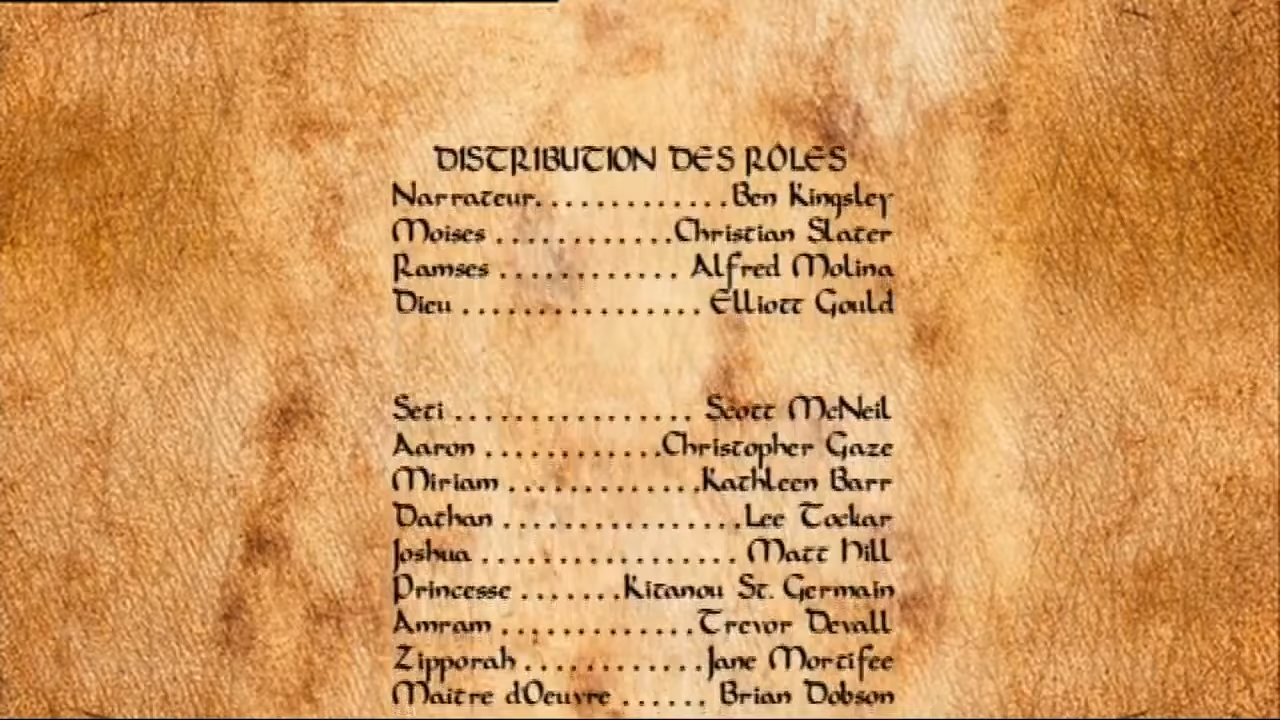 DISTRIBUTION DES RÔLES
Narrateur.............Ben Kingsley
Moises ............Christian Slater
Ramses ............ Alfred Molina
Dieu ................ Elliott Gould
Seti ................ Scott McNeil
Aaron ............Christopher Gaze
Miriam .............Kathleen Barr
Dathan ................Lee Tockar
Joshua ................. Matt Hill
Princesse .......Kitanou St. Germain
Amram .............Trevor Devall
Zipporah ............Jane Mortifee
Maitre dOeuvre ...... Brian Dobson